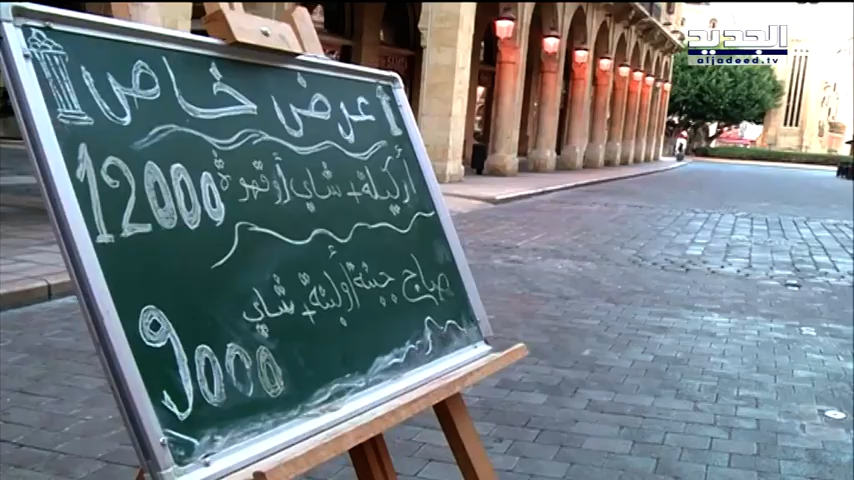 الجديد
aljadeed.tv
عرض خاص
أركيلة + شاي أو قهوة
12000
صاج جبنة أو لبنة + شاي
9000